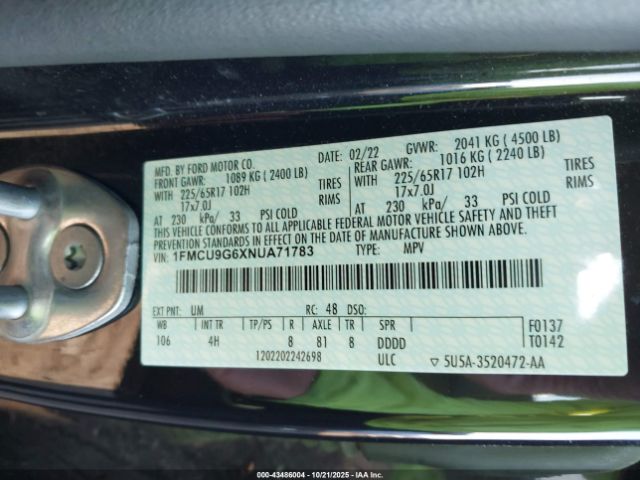 MFD. BY FORD MOTOR CO. DATE: 02/22 GVWR: 2041 KG ( 4500 LB)
FRONT GAWR: 1089 KG ( 2400 LB) REAR GAWR: 1016 KG ( 2240 LB)
WITH 225/65R17 102H TIRES 225/65R17 102H TIRES
17x7.0J RIMS 17x7.0J RIMS
AT 230 kPa/ 33 PSI COLD AT 230 kPa/ 33 PSI COLD
THIS VEHICLE CONFORMS TO ALL APPLICABLE FEDERAL MOTOR VEHICLE SAFETY AND THEFT
PREVENTION STANDARDS IN EFFECT ON THE DATE OF MANUFACTURE SHOWN ABOVE.
VIN: 1FMCU9G6XNUA71783 TYPE: MPV
EXT PNT: UM RC: 48 DSO:
WB INT TR TP/PS R AXLE TR SPR F0137
106 4H 8 81 8 DDDD T0142
1202202242698 ULC ▽ 5U5A-3520472-AA
000-43486004 | 10/21/2025 | IAA Inc.